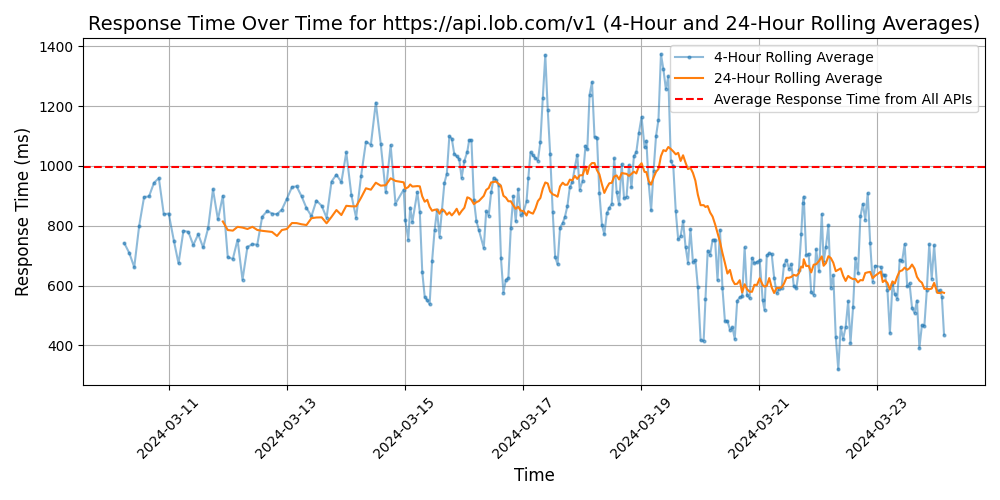 Response Time Over Time for https://api.lob.com/v1 (4-Hour and 24-Hour Rolling Averages)
4-Hour Rolling Average
24-Hour Rolling Average
Average Response Time from All APIs
Response Time (ms)
1400
1200
1000
800
600
400
2024-03-11
2024-03-13
2024-03-15
2024-03-17
2024-03-19
2024-03-21
2024-03-23
Time